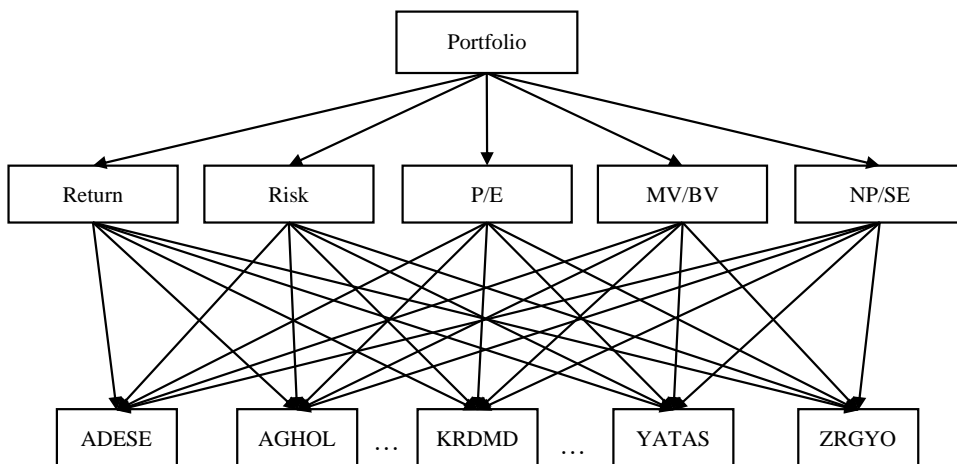 Portfolio
Return Risk P/E MV/BV NP/SE
ADESE AGHOL … KRDMD … YATAS ZRGYO